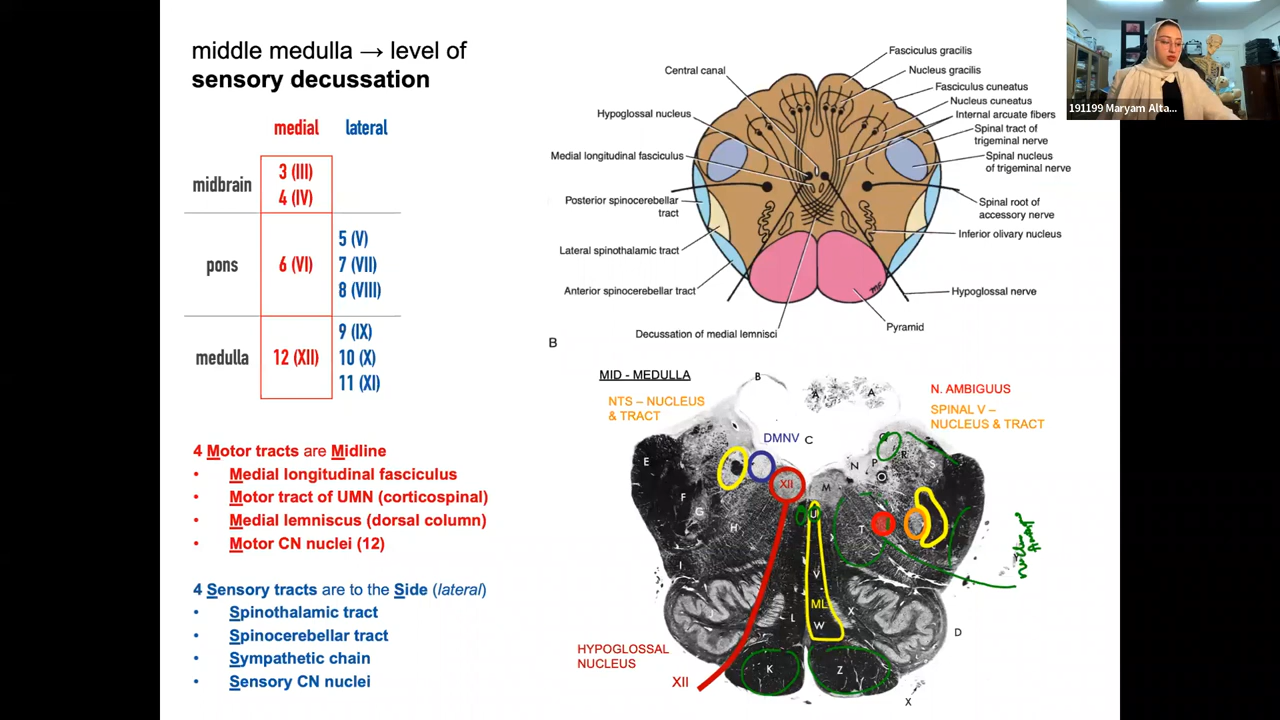 middle medulla → level of
sensory decussation
medial lateral
midbrain
3 (III)
4 (IV)
pons
6 (VI)
5 (V)
7 (VII)
8 (VIII)
medulla
12 (XII)
9 (IX)
10 (X)
11 (XI)
4 Motor tracts are Midline
• Medial longitudinal fasciculus
• Motor tract of UMN (corticospinal)
• Medial lemniscus (dorsal column)
• Motor CN nuclei (12)
4 Sensory tracts are to the Side (lateral)
• Spinothalamic tract
• Spinocerebellar tract
• Sympathetic chain
• Sensory CN nuclei
Central canal
Hypoglossal nucleus
Medial longitudinal fasciculus
Posterior spinocerebellar
tract
Lateral spinothalamic tract
Anterior spinocerebellar tract
Decussation of medial lemnisci
Fasciculus gracilis
Nucleus gracilis
Fasciculus cuneatus
Nucleus cuneatus
Internal arcuate fibers
Spinal tract of
trigeminal nerve
Spinal nucleus
of trigeminal nerve
Spinal root of
accessory nerve
Inferior olivary nucleus
Hypoglossal nerve
Pyramid
B
MID - MEDULLA
NTS – NUCLEUS
& TRACT
DMNV
N. AMBIGUUS
SPINAL V –
NUCLEUS & TRACT
HYPOGLOSSAL
NUCLEUS
XII
B
A
A
C
E
F
G
H
I
XII
M
N
P
R
S
O
U
T
V
ML
W
L
X
K
Z
D
X
191199 Maryam Alta...